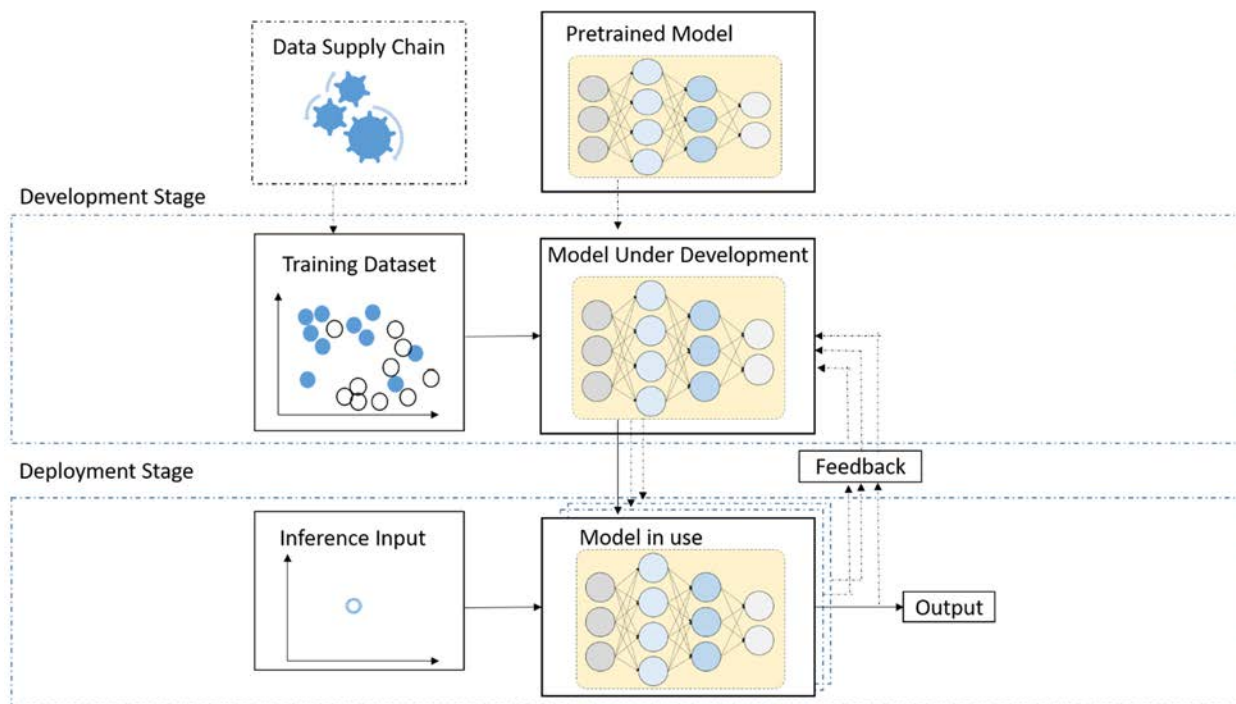 Data Supply Chain
Pretrained Model
Development Stage
Training Dataset
Model Under Development
Deployment Stage
Feedback
Inference Input
Model in use
Output